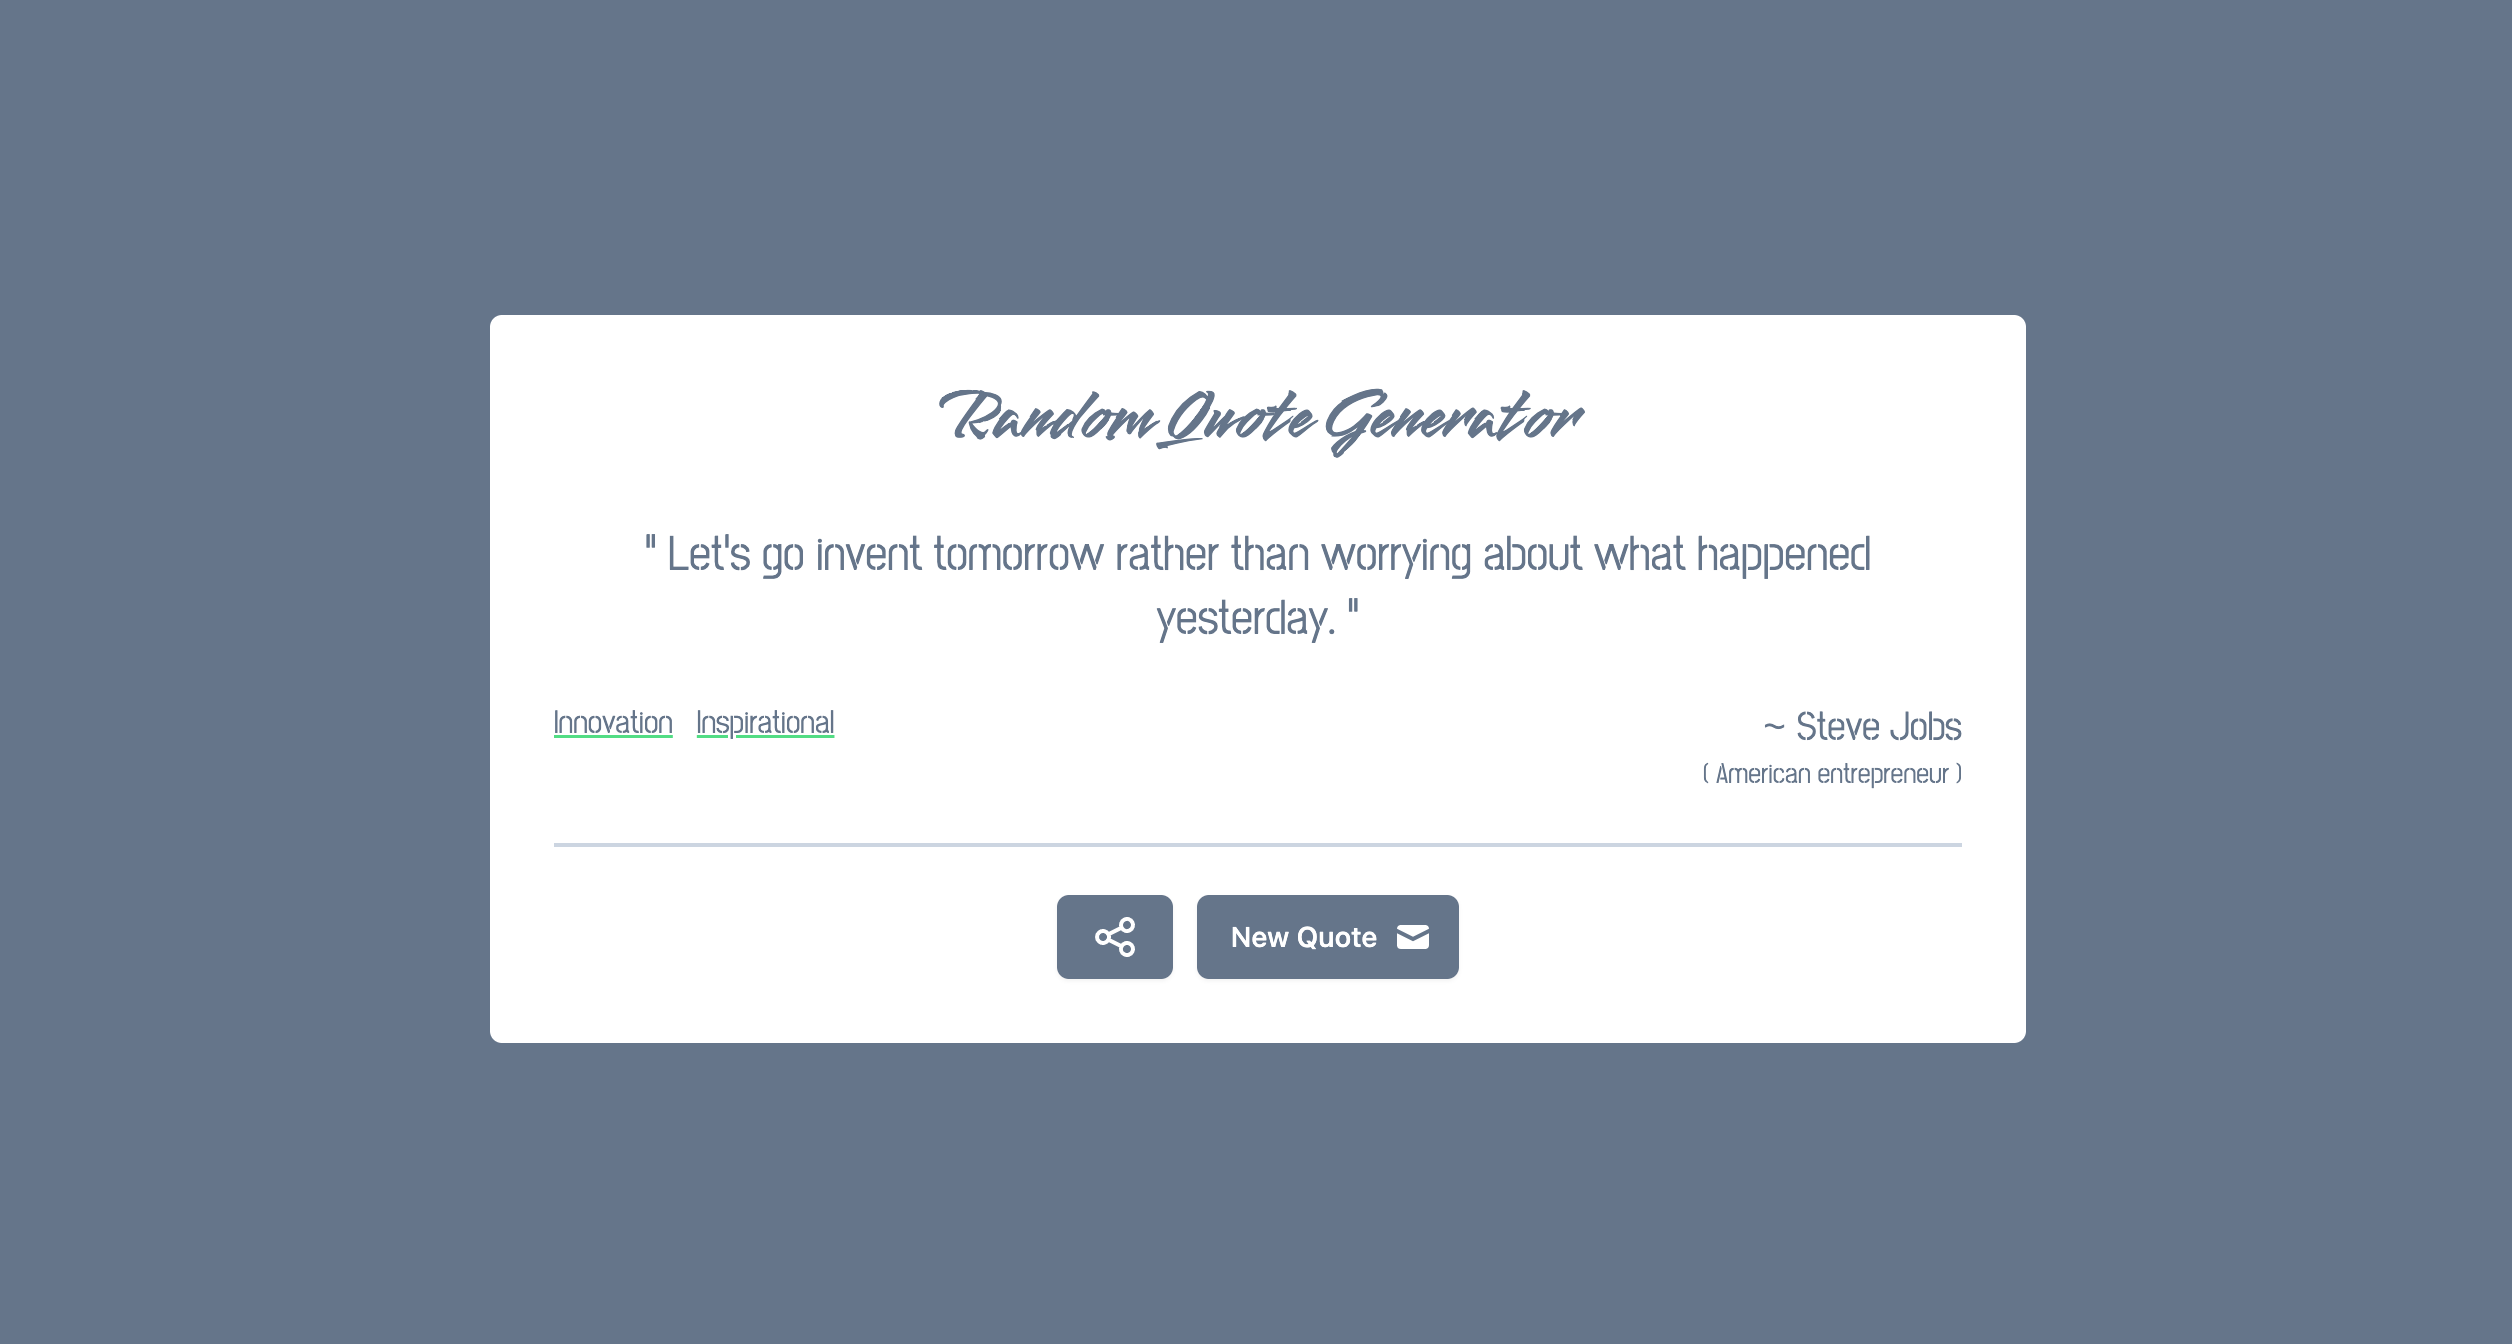 Random Quote Generator
" Let's go invent tomorrow rather than worrying about what happened
yesterday. "
Innovation Inspirational
~ Steve Jobs
( American entrepreneur )
New Quote